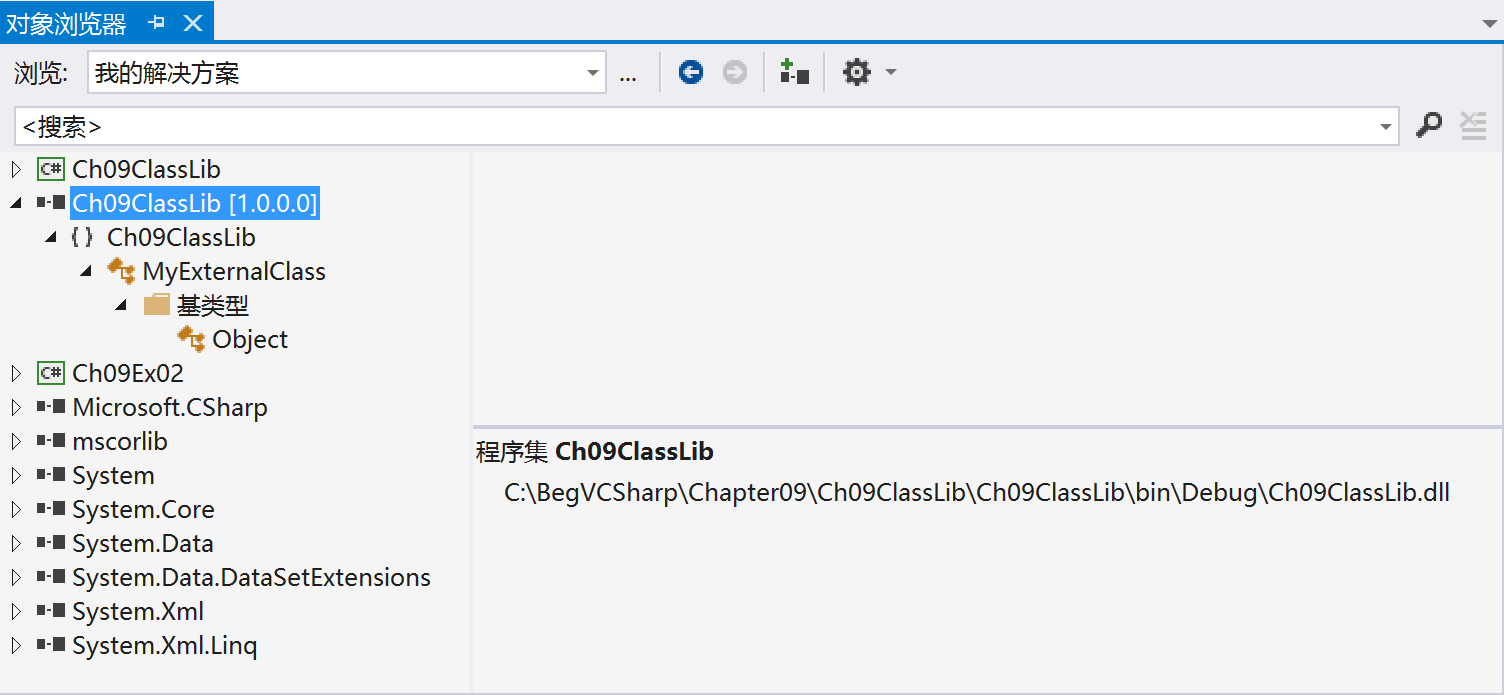 对象浏览器
浏览: 我的解决方案 ...
<搜索>
C# Ch09ClassLib
Ch09ClassLib [1.0.0.0]
{ } Ch09ClassLib
MyExternalClass
基类型
Object
C# Ch09Ex02
Microsoft.CSharp
mscorlib
System
System.Core
System.Data
System.Data.DataSetExtensions
System.Xml
System.Xml.Linq
程序集 Ch09ClassLib
C:\BegVCSharp\Chapter09\Ch09ClassLib\Ch09ClassLib\bin\Debug\Ch09ClassLib.dll